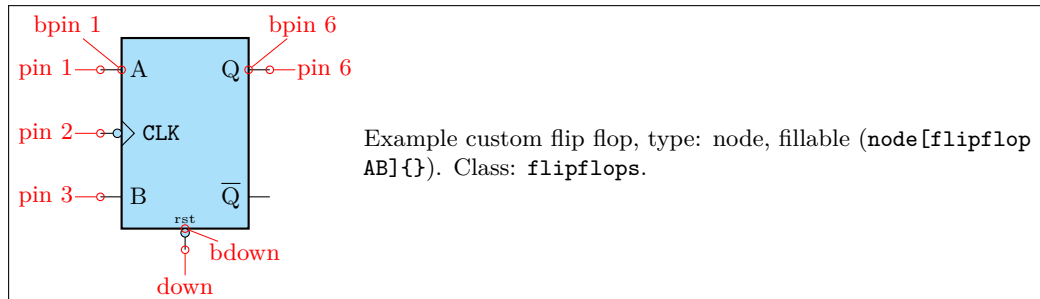 bpin 1 bpin 6
pin 1 A Q pin 6
pin 2 CLK
Example custom flip flop, type: node, fillable (node[flipflop
AB]{}). Class: flipflops.
pin 3 B Q̅
rst
bdown
down